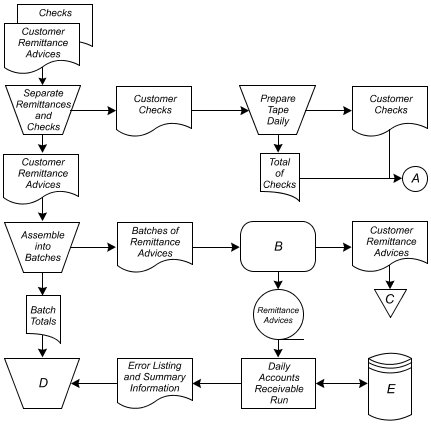 Checks
Customer
Remittance
Advices
Separate
Remittances
and
Checks
Customer
Checks
Prepare
Tape
Daily
Customer
Checks
Customer
Remittance
Advices
Total
of
Checks
A
Assemble
into
Batches
Batches of
Remittance
Advices
B
Customer
Remittance
Advices
Batch
Totals
Remittance
Advices
C
D
Error Listing
and Summary
Information
Daily
Accounts
Receivable
Run
E